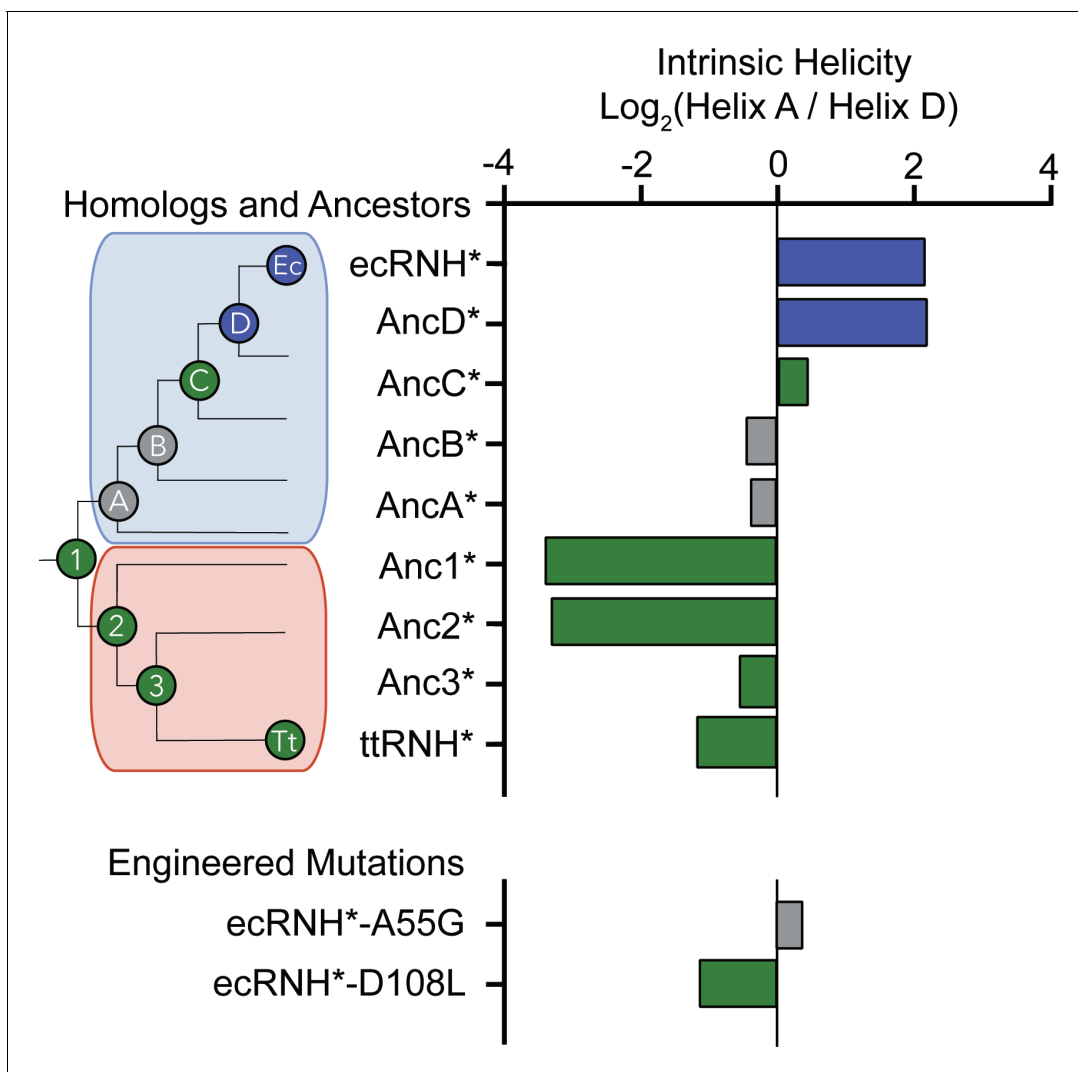 Intrinsic Helicity
Log₂(Helix A / Helix D)
-4 -2 0 2 4
Homologs and Ancestors
Ec ecRNH*
D AncD*
C AncC*
B AncB*
A AncA*
1 Anc1*
2 Anc2*
3 Anc3*
Tt ttRNH*
Engineered Mutations
ecRNH*-A55G
ecRNH*-D108L